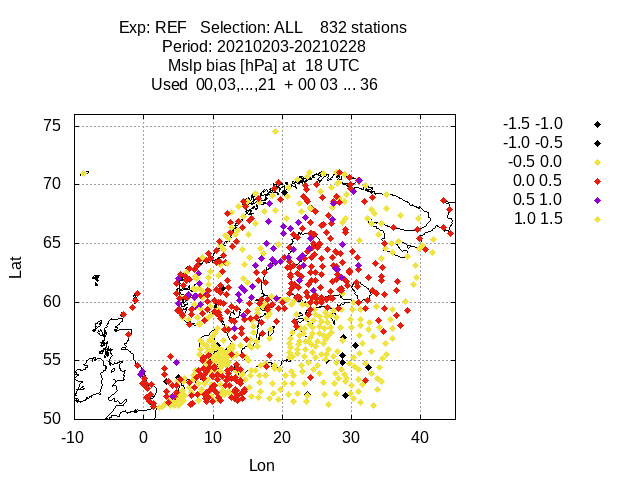 Exp: REF   Selection: ALL    832 stations
Period: 20210203-20210228
Mslp bias [hPa] at  18 UTC
Used  00,03,...,21  + 00 03 ... 36
-1.5 -1.0
-1.0 -0.5
-0.5 0.0
0.0 0.5
0.5 1.0
1.0 1.5
75
70
65
60
55
50
Lat
-10 0 10 20 30 40
Lon